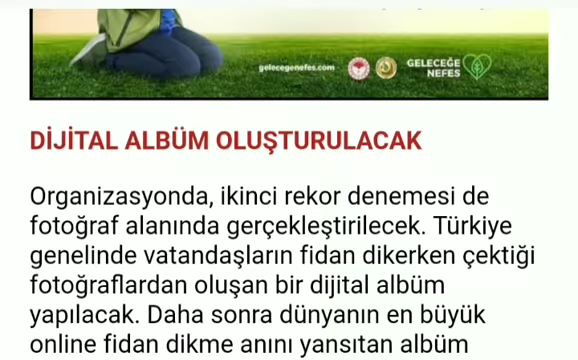 gelecegenefes.com
GELECEĞE
NEFES
DİJİTAL ALBÜM OLUŞTURULACAK
Organizasyonda, ikinci rekor denemesi de
fotoğraf alanında gerçekleştirilecek. Türkiye
genelinde vatandaşların fidan dikerken çektiği
fotoğraflardan oluşan bir dijital albüm
yapılacak. Daha sonra dünyanın en büyük
online fidan dikme anını yansıtan albüm